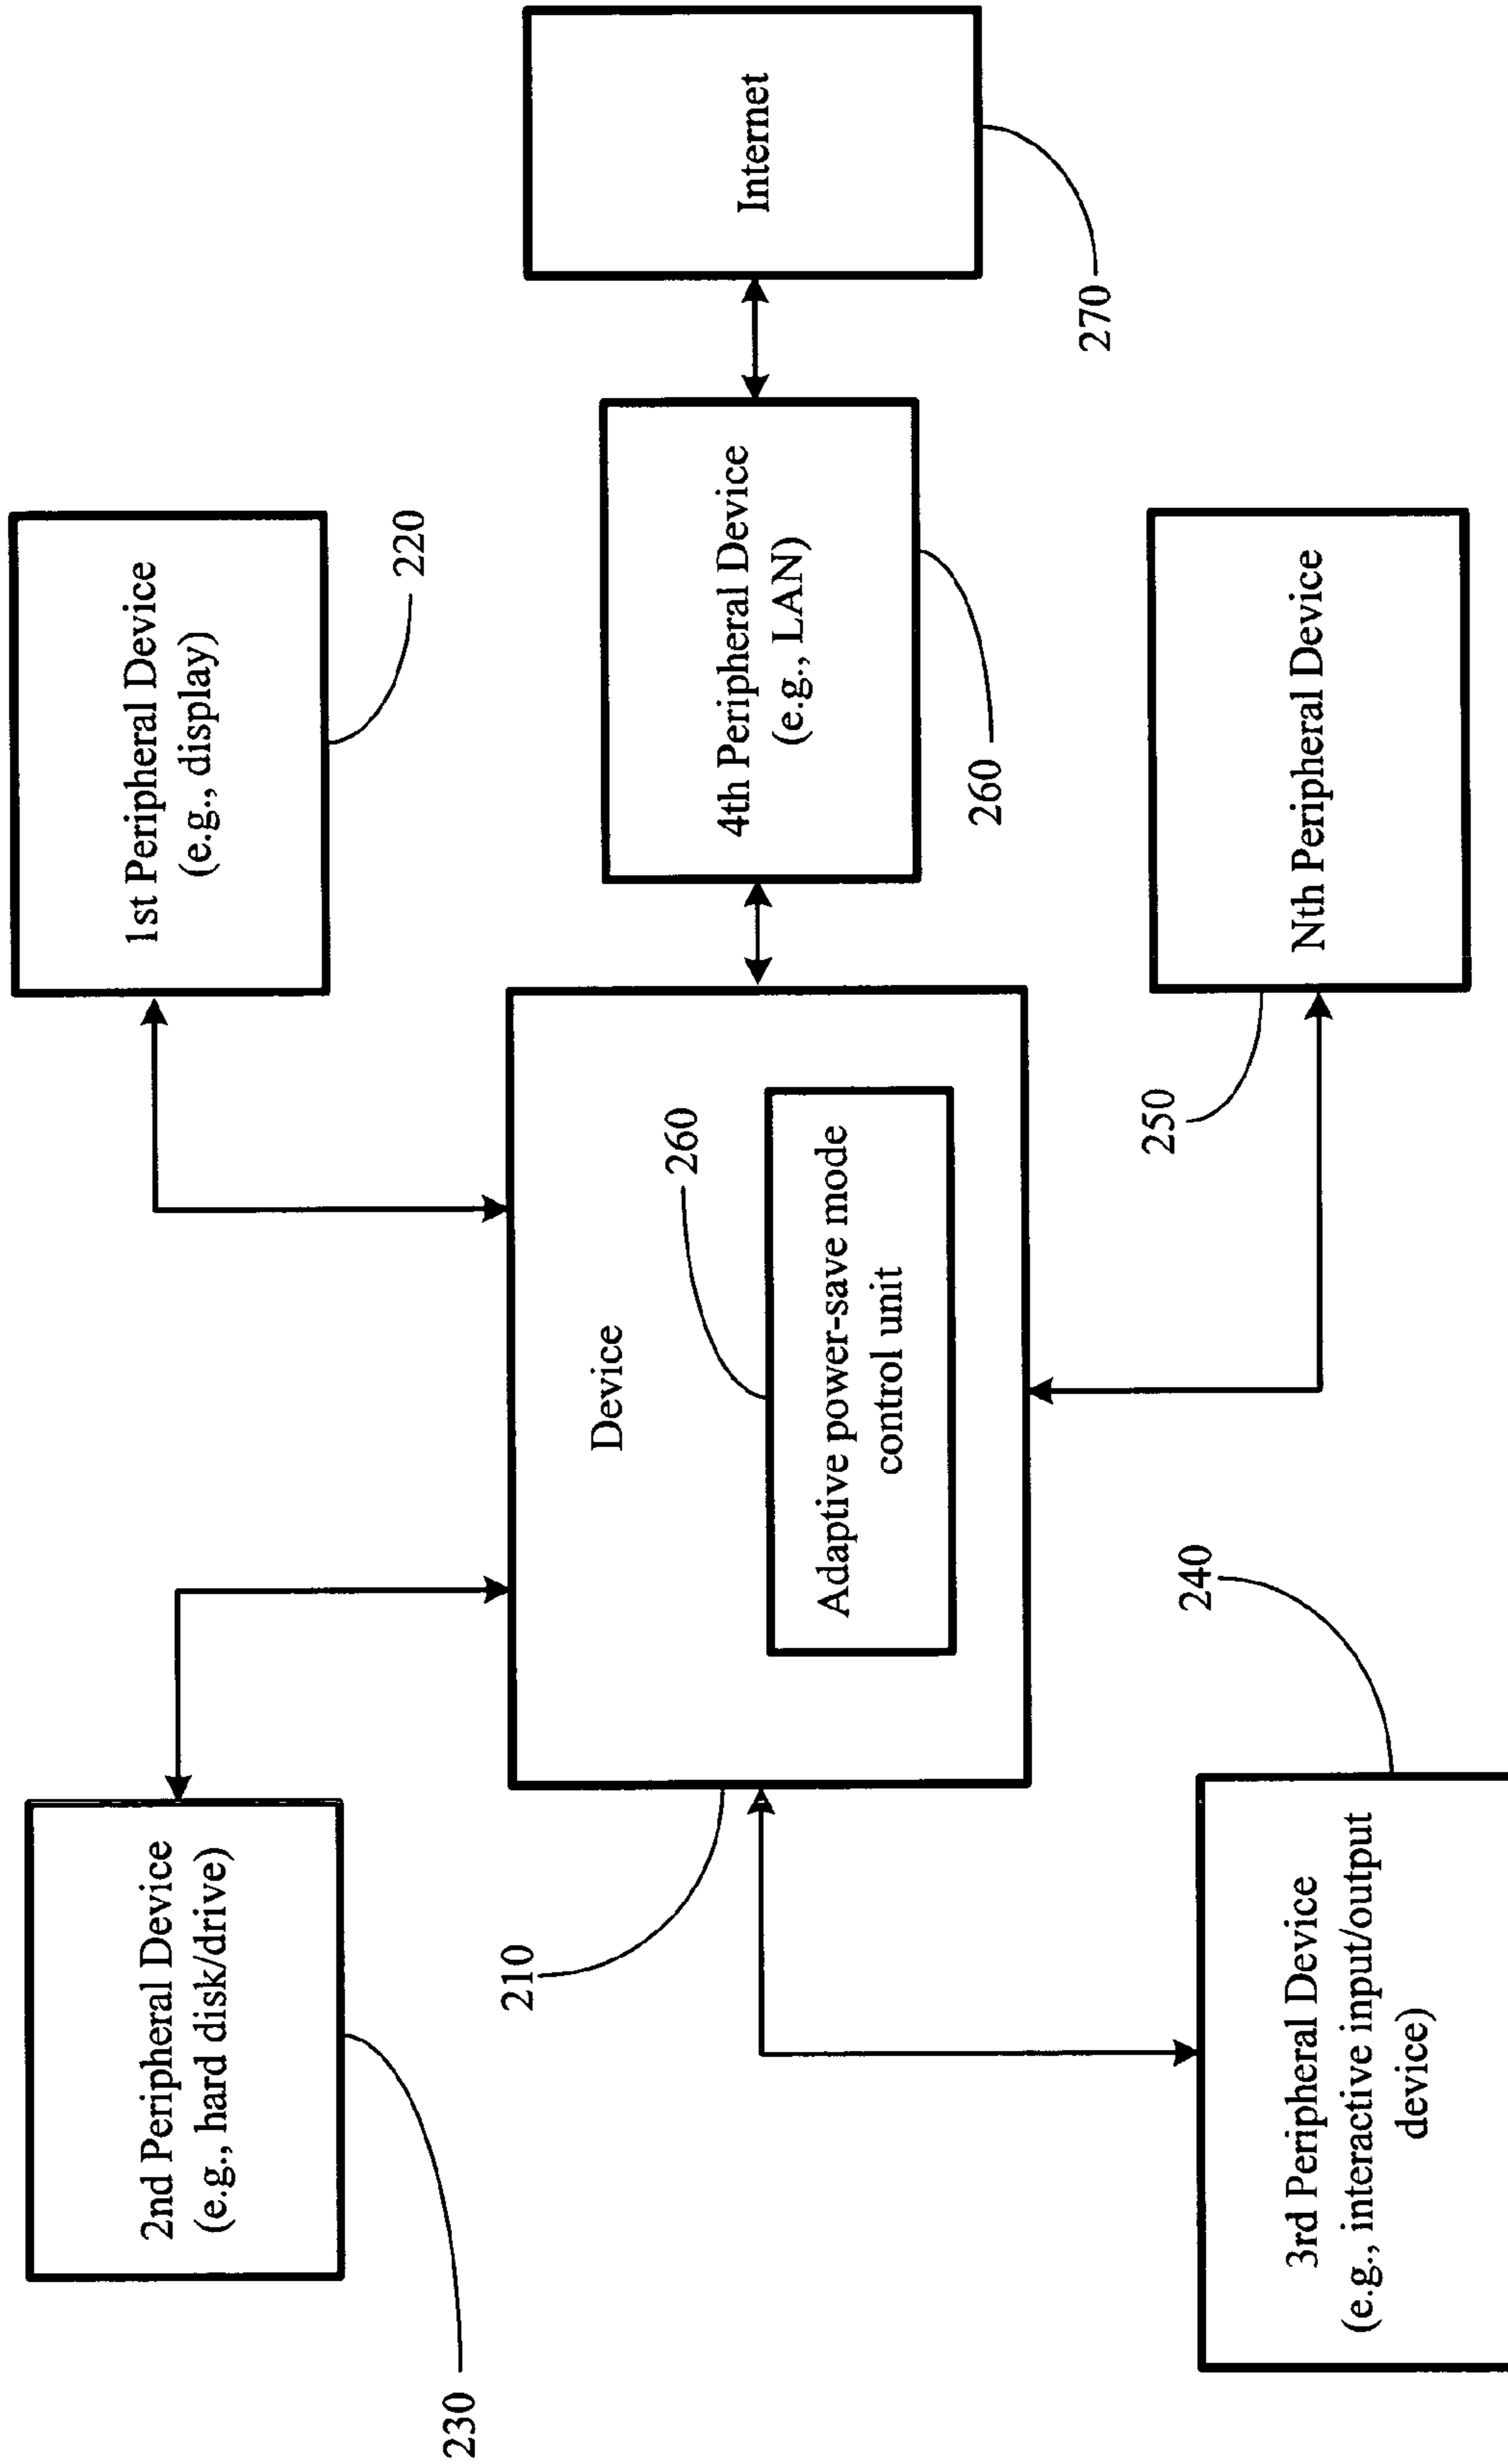 2nd Peripheral Device
(e.g., hard disk/drive)
230
1st Peripheral Device
(e.g., display)
220
210
Device
260
Adaptive power-save mode
control unit
4th Peripheral Device
(e.g., LAN)
260
Internet
270
240
3rd Peripheral Device
(e.g., interactive input/output
device)
250
Nth Peripheral Device